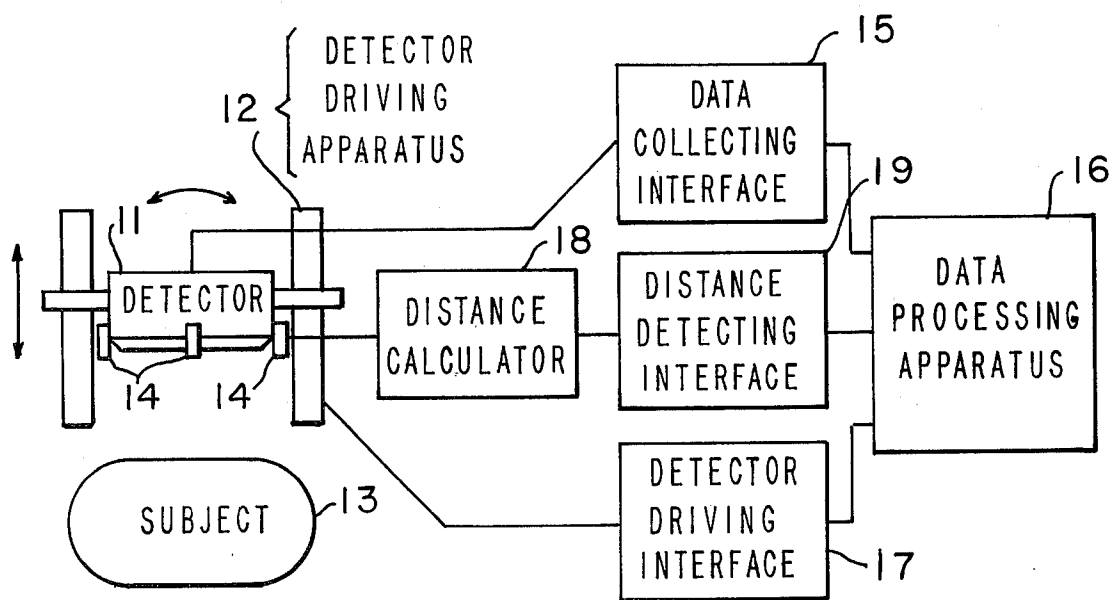 12
DETECTOR
DRIVING
APPARATUS
15
DATA
COLLECTING
INTERFACE
11
DETECTOR
14
14
18
DISTANCE
CALCULATOR
19
DISTANCE
DETECTING
INTERFACE
16
DATA
PROCESSING
APPARATUS
SUBJECT
13
DETECTOR
DRIVING
INTERFACE
17